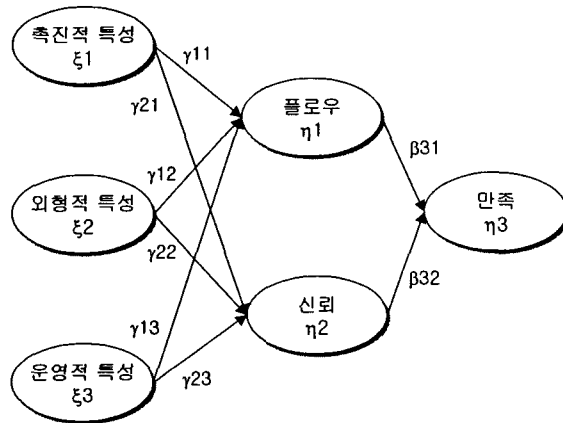 촉진적 특성
ξ1
γ11
γ21
플로우
η1
β31
γ12
외형적 특성
ξ2
만족
η3
γ22
β32
신뢰
η2
γ13
운영적 특성
ξ3
γ23